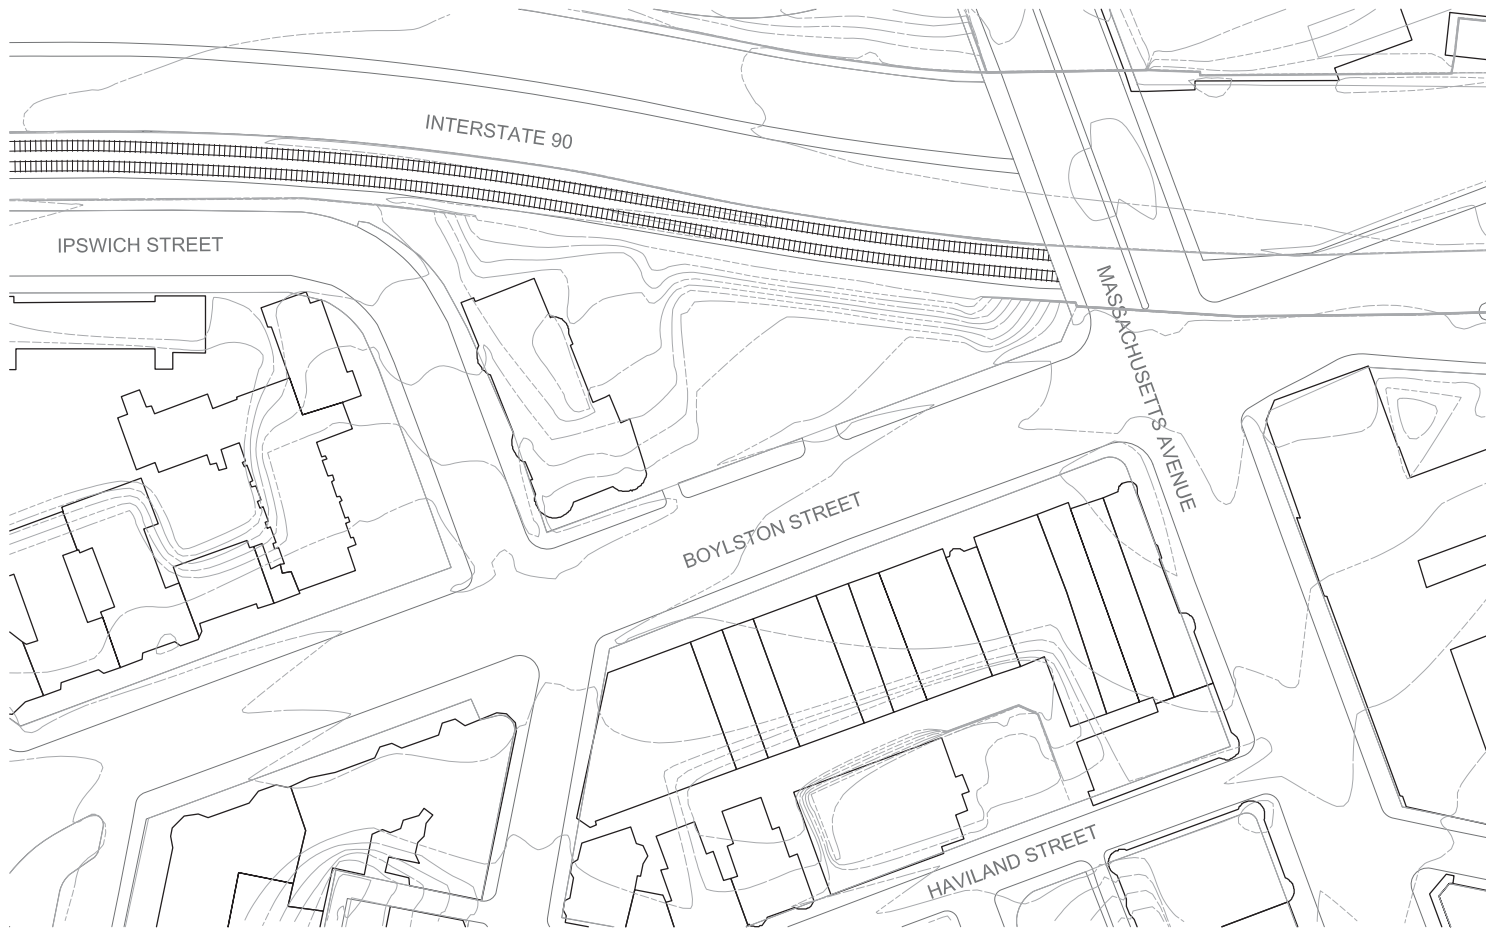 INTERSTATE 90
IPSWICH STREET
MASSACHUSETTS AVENUE
BOYLSTON STREET
HAVILAND STREET